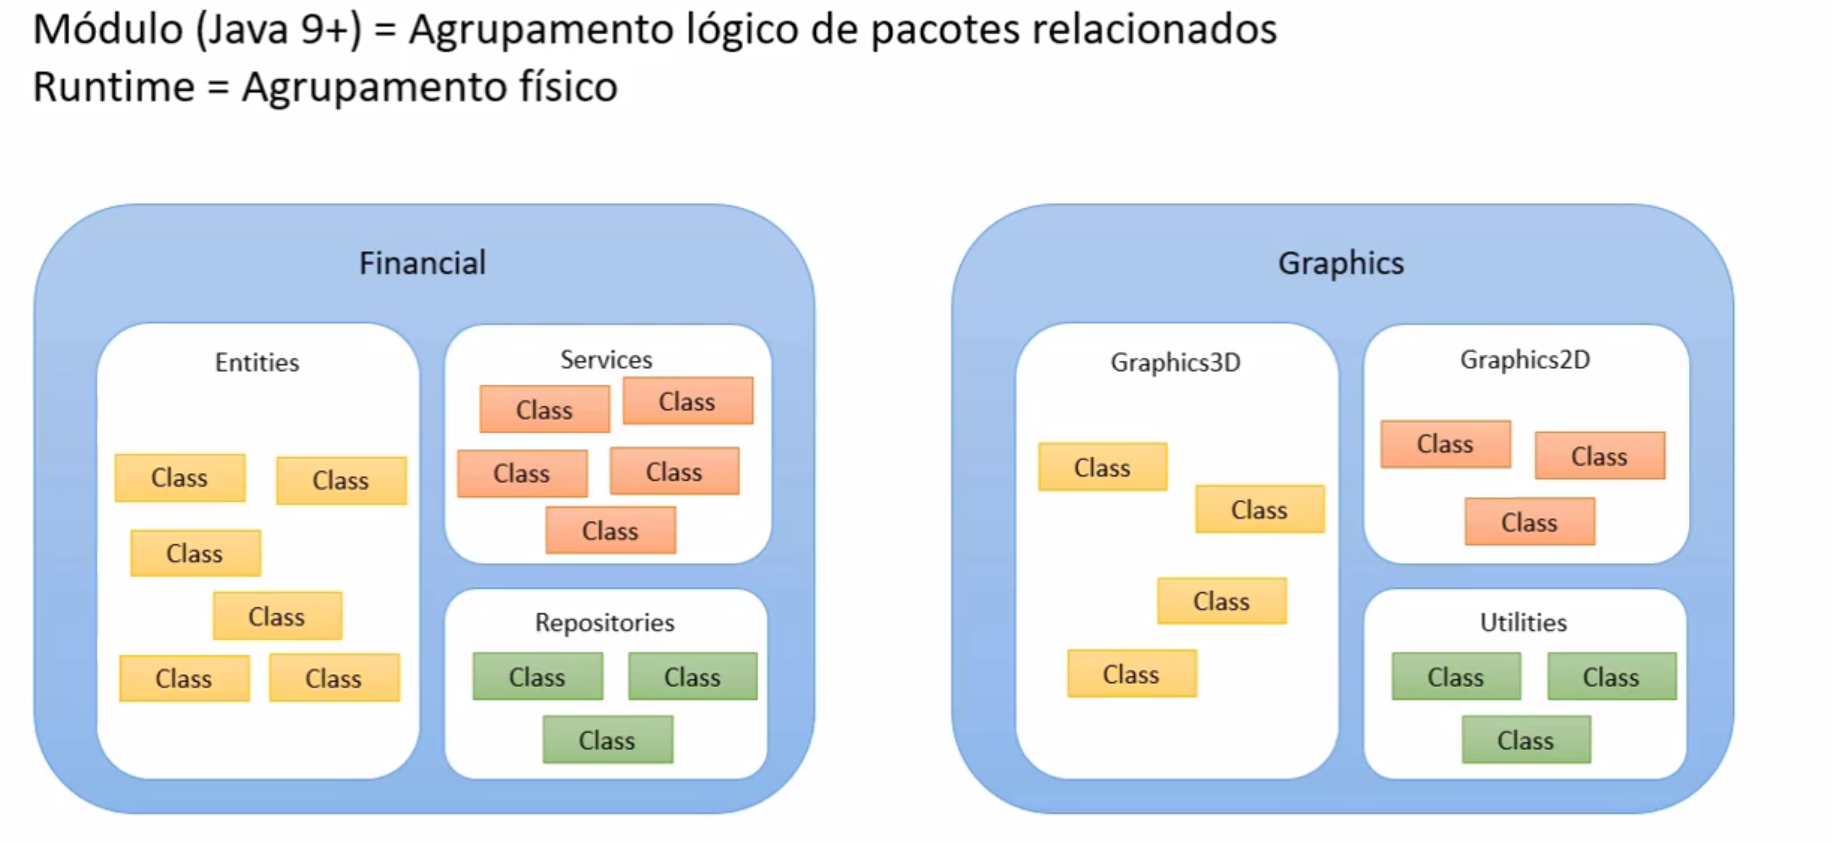 Módulo (Java 9+) = Agrupamento lógico de pacotes relacionados
Runtime = Agrupamento físico
Financial
Entities
Class
Class
Class
Class
Class
Class
Services
Class
Class
Class
Class
Class
Repositories
Class
Class
Class
Graphics
Graphics3D
Class
Class
Class
Class
Graphics2D
Class
Class
Class
Utilities
Class
Class
Class